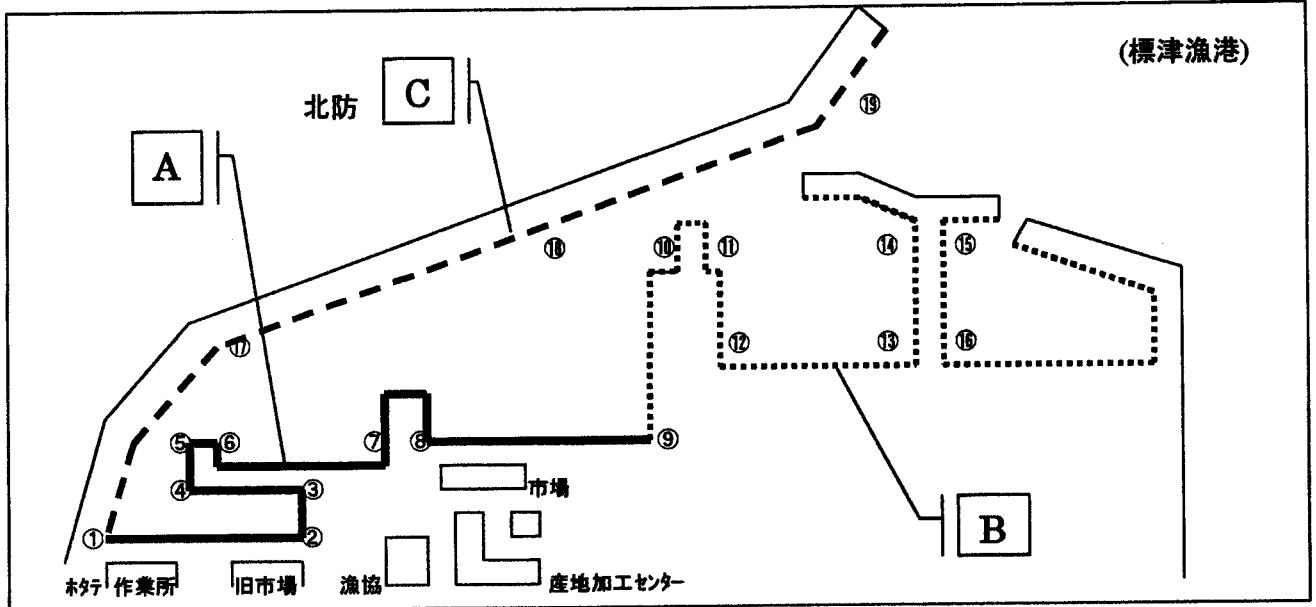 (標津漁港)
北防
C
A
B
⑲
⑱
⑩
⑪
⑭
⑮
⑰
⑫
⑬
⑯
⑤
⑥
⑦
⑧
⑨
④
③
①
②
市場
ホタテ 作業所
旧市場
漁協
産地加工センター